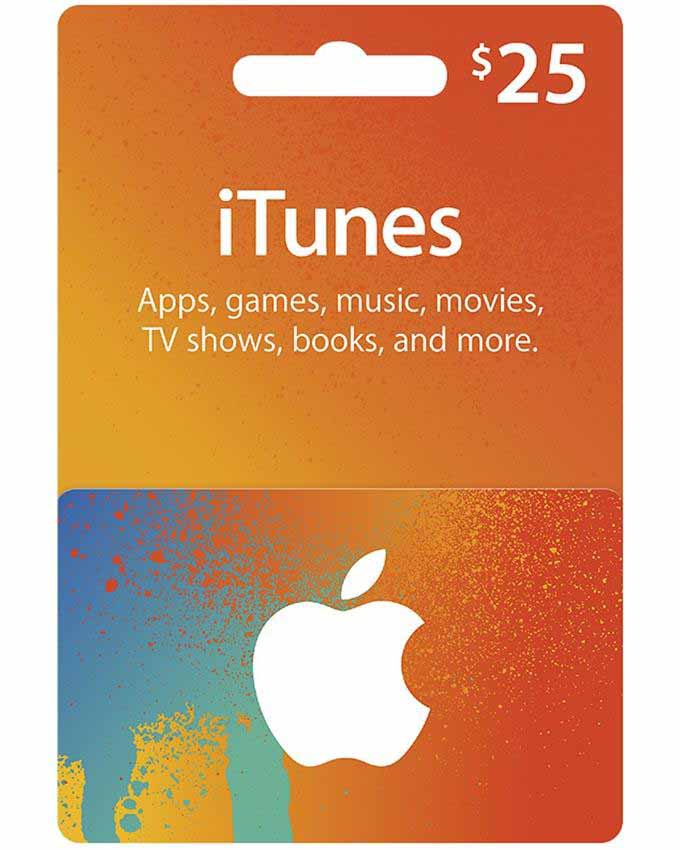 $25
iTunes
Apps, games, music, movies,
TV shows, books, and more.